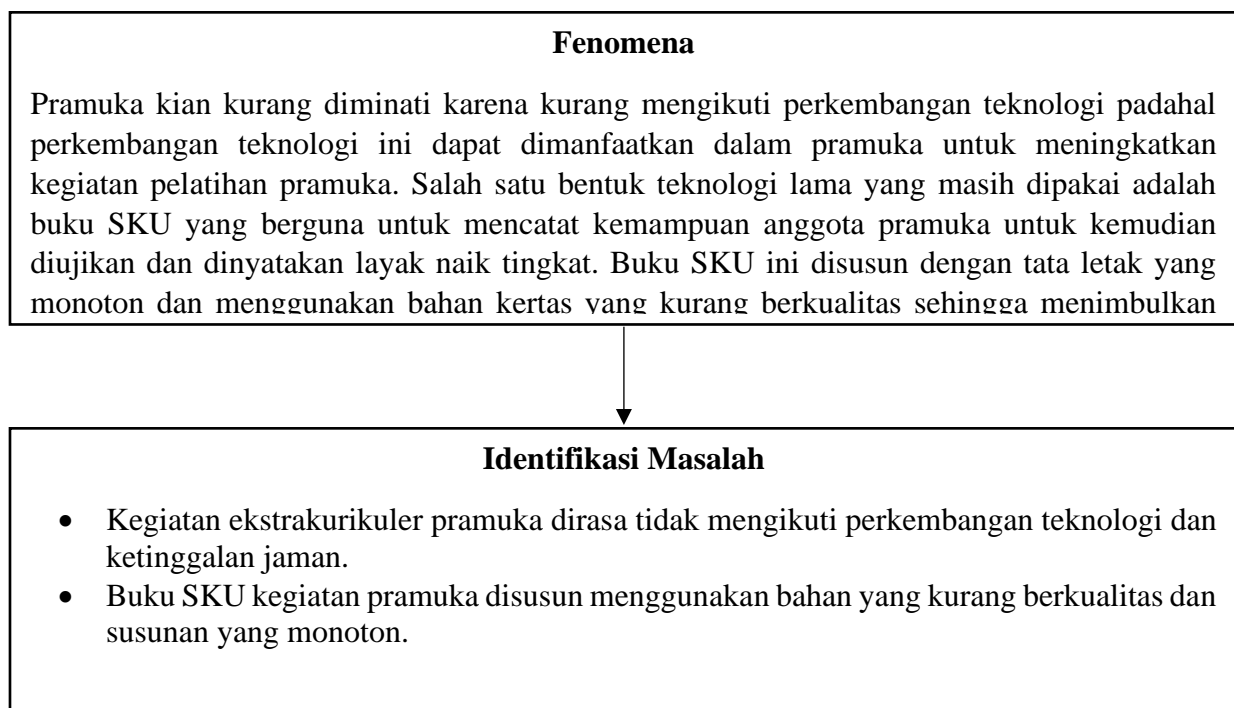 Fenomena
Pramuka kian kurang diminati karena kurang mengikuti perkembangan teknologi padahal
perkembangan teknologi ini dapat dimanfaatkan dalam pramuka untuk meningkatkan
kegiatan pelatihan pramuka. Salah satu bentuk teknologi lama yang masih dipakai adalah
buku SKU yang berguna untuk mencatat kemampuan anggota pramuka untuk kemudian
diujikan dan dinyatakan layak naik tingkat. Buku SKU ini disusun dengan tata letak yang
monoton dan menggunakan bahan kertas yang kurang berkualitas sehingga menimbulkan
Identifikasi Masalah
• Kegiatan ekstrakurikuler pramuka dirasa tidak mengikuti perkembangan teknologi dan
ketinggalan jaman.
• Buku SKU kegiatan pramuka disusun menggunakan bahan yang kurang berkualitas dan
susunan yang monoton.